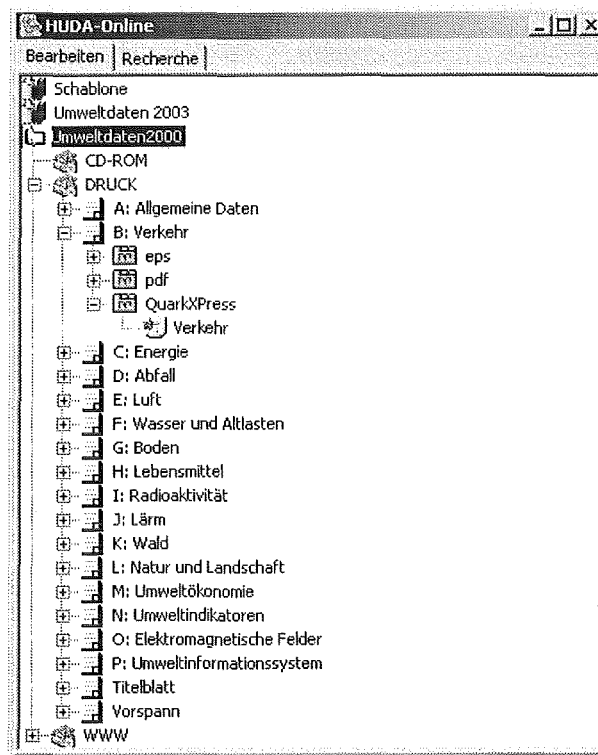 HUDA-Online
Bearbeiten Recherche
Schablone
Umweltdaten 2003
Umweltdaten2000
CD-ROM
DRUCK
A: Allgemeine Daten
B: Verkehr
eps
pdf
QuarkXPress
Verkehr
C: Energie
D: Abfall
E: Luft
F: Wasser und Altlasten
G: Boden
H: Lebensmittel
I: Radioaktivität
J: Lärm
K: Wald
L: Natur und Landschaft
M: Umweltökonomie
N: Umweltindikatoren
O: Elektromagnetische Felder
P: Umweltinformationssystem
Titelblatt
Vorspann
WWW